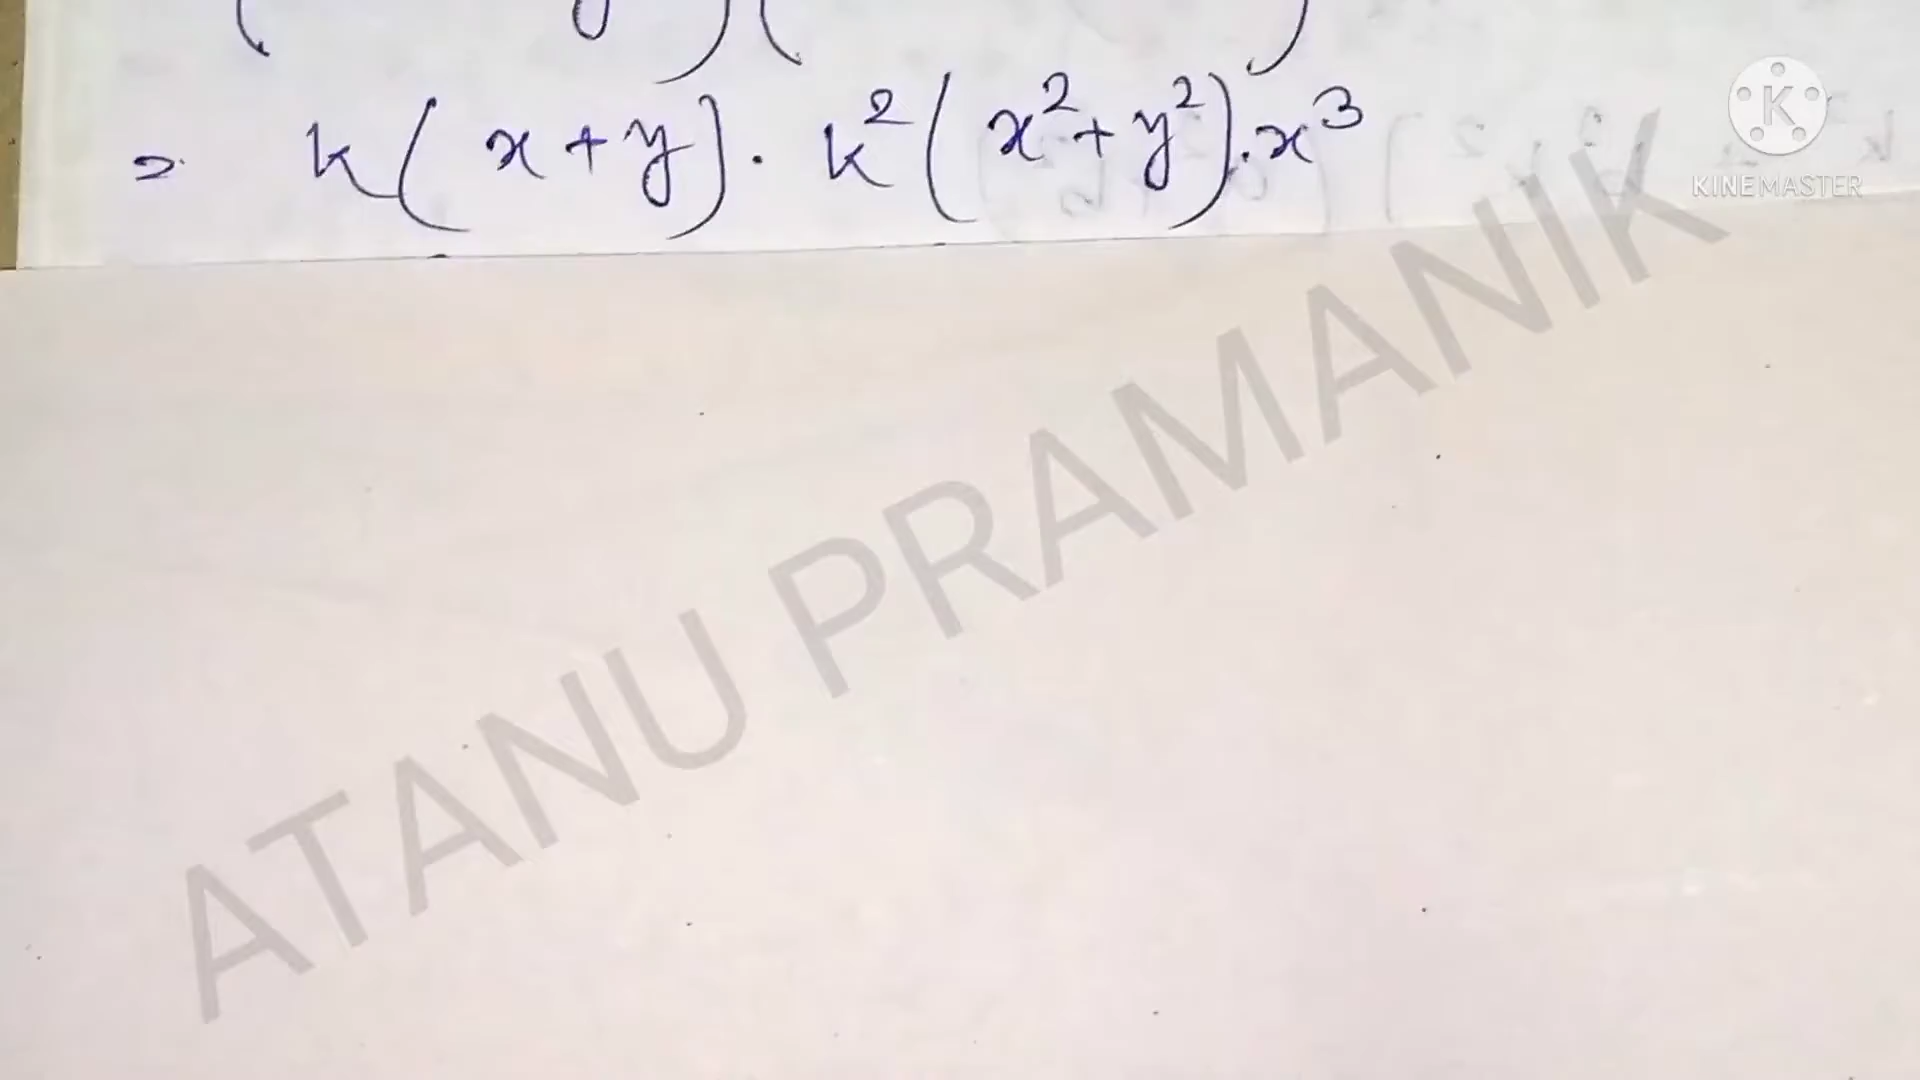 = k(x+y). k²(x²+y²).x³
KINEMASTER
ATANU PRAMANIK